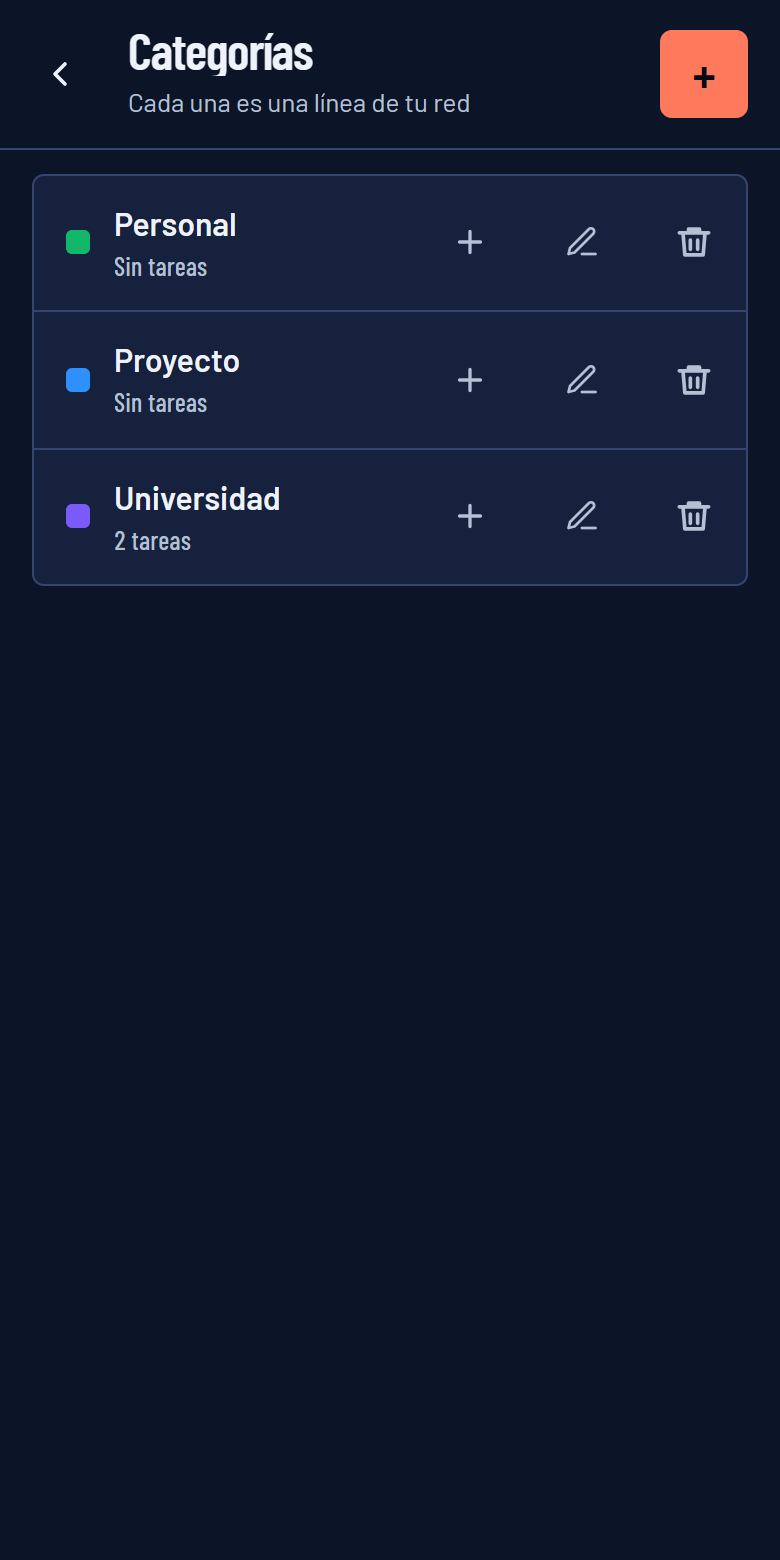 Categorías
Cada una es una línea de tu red
Personal
Sin tareas
Proyecto
Sin tareas
Universidad
2 tareas